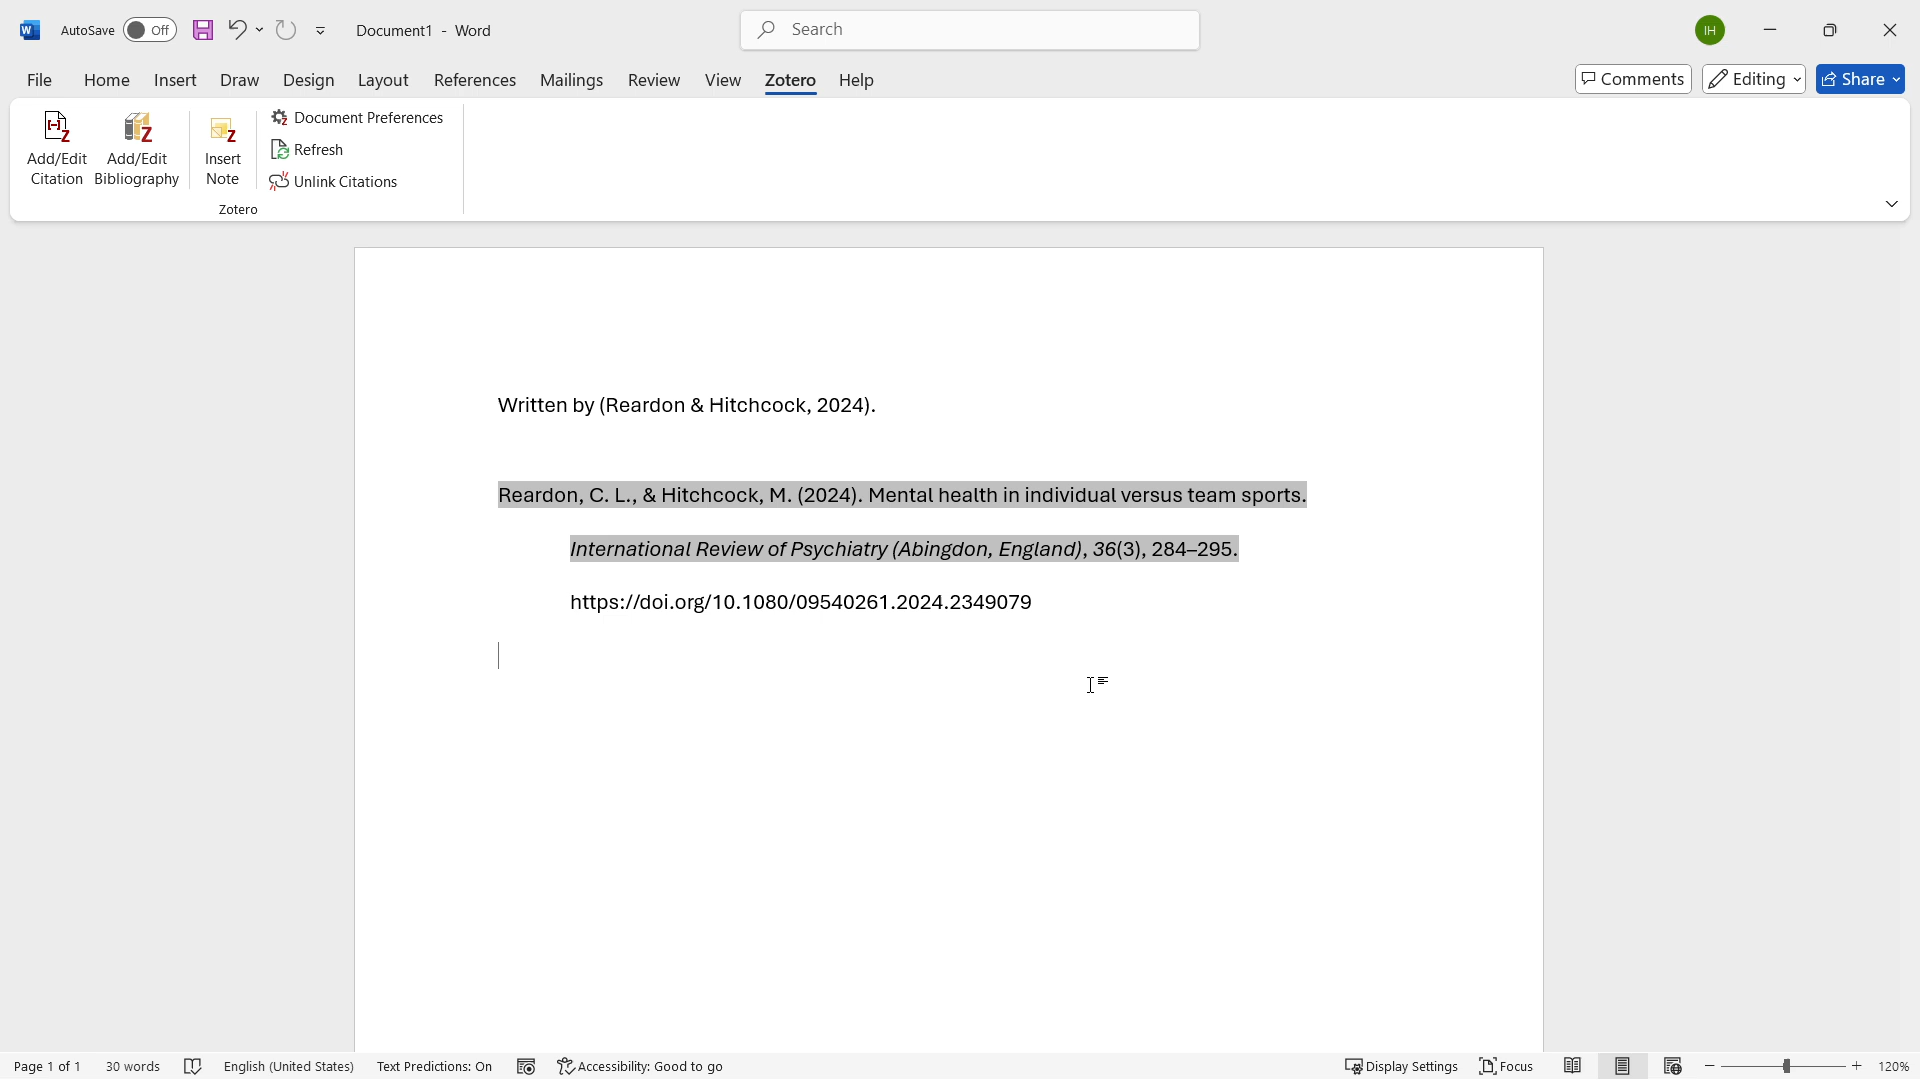 AutoSave Off Document1 - Word Search IH
File Home Insert Draw Design Layout References Mailings Review View Zotero Help Comments Editing Share
Add/Edit Citation
Add/Edit Bibliography
Insert Note
Document Preferences
Refresh
Unlink Citations
Zotero
Written by (Reardon & Hitchcock, 2024).
Reardon, C. L., & Hitchcock, M. (2024). Mental health in individual versus team sports.
International Review of Psychiatry (Abingdon, England), 36(3), 284–295.
https://doi.org/10.1080/09540261.2024.2349079
Page 1 of 1 30 words English (United States) Text Predictions: On Accessibility: Good to go Display Settings Focus 120%